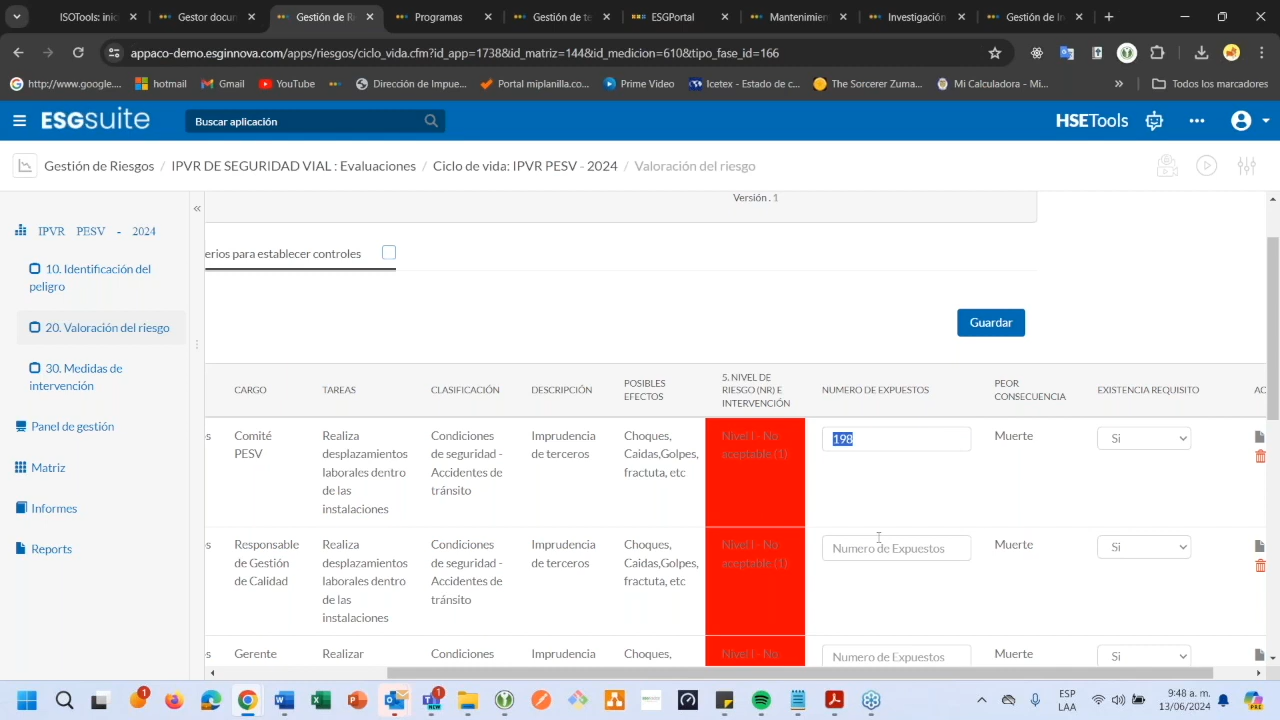 ISOTools: inic
Gestor docun
Gestión de Ri
Programas
Gestión de te
ESGPortal
Mantenimien
Investigación
Gestión de In
appaco-demo.esginnova.com/apps/riesgos/ciclo_vida.cfm?id_app=1738&id_matriz=144&id_medicion=610&tipo_fase_id=166
http://www.google....
hotmail
Gmail
YouTube
Dirección de Impue...
Portal miplanilla.co...
Prime Video
Icetex - Estado de c...
The Sorcerer Zuma...
Mi Calculadora - Mi...
»
Todos los marcadores
ESGsuite
Buscar aplicación
HSETools
Gestión de Riesgos / IPVR DE SEGURIDAD VIAL : Evaluaciones / Ciclo de vida: IPVR PESV - 2024 / Valoración del riesgo
«
IPVR PESV - 2024
10. Identificación del
peligro
20. Valoración del riesgo
30. Medidas de
intervención
Panel de gestión
Matriz
Informes
Reports
Versión . 1
erios para establecer controles
Guardar
CARGO
TAREAS
CLASIFICACIÓN
DESCRIPCIÓN
POSIBLES
EFECTOS
5. NIVEL DE
RIESGO (NR) E
INTERVENCIÓN
NUMERO DE EXPUESTOS
PEOR
CONSECUENCIA
EXISTENCIA REQUISITO
AC
s
Comité
PESV
Realiza
desplazamientos
laborales dentro
de las
instalaciones
Condiciones
de seguridad -
Accidentes de
tránsito
Imprudencia
de terceros
Choques,
Caidas,Golpes,
fractuta, etc
Nivel I - No
aceptable (1)
198
Muerte
Si
s
Responsable
de Gestión
de Calidad
Realiza
desplazamientos
laborales dentro
de las
instalaciones
Condiciones
de seguridad -
Accidentes de
tránsito
Imprudencia
de terceros
Choques,
Caidas,Golpes,
fractuta, etc
Nivel I - No
aceptable (1)
Numero de Expuestos
Muerte
Si
s
Gerente
Realizar
Condiciones
Imprudencia
Choques,
Nivel I - No
Numero de Expuestos
Muerte
Si
ESP
LAA
9:48 a. m.
13/06/2024